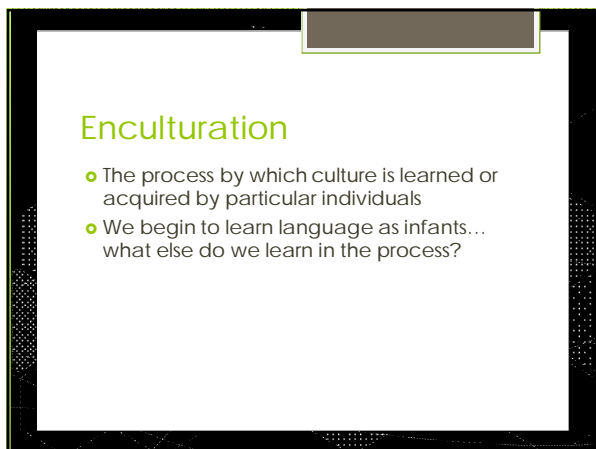 Enculturation
The process by which culture is learned or
acquired by particular individuals
We begin to learn language as infants…
what else do we learn in the process?